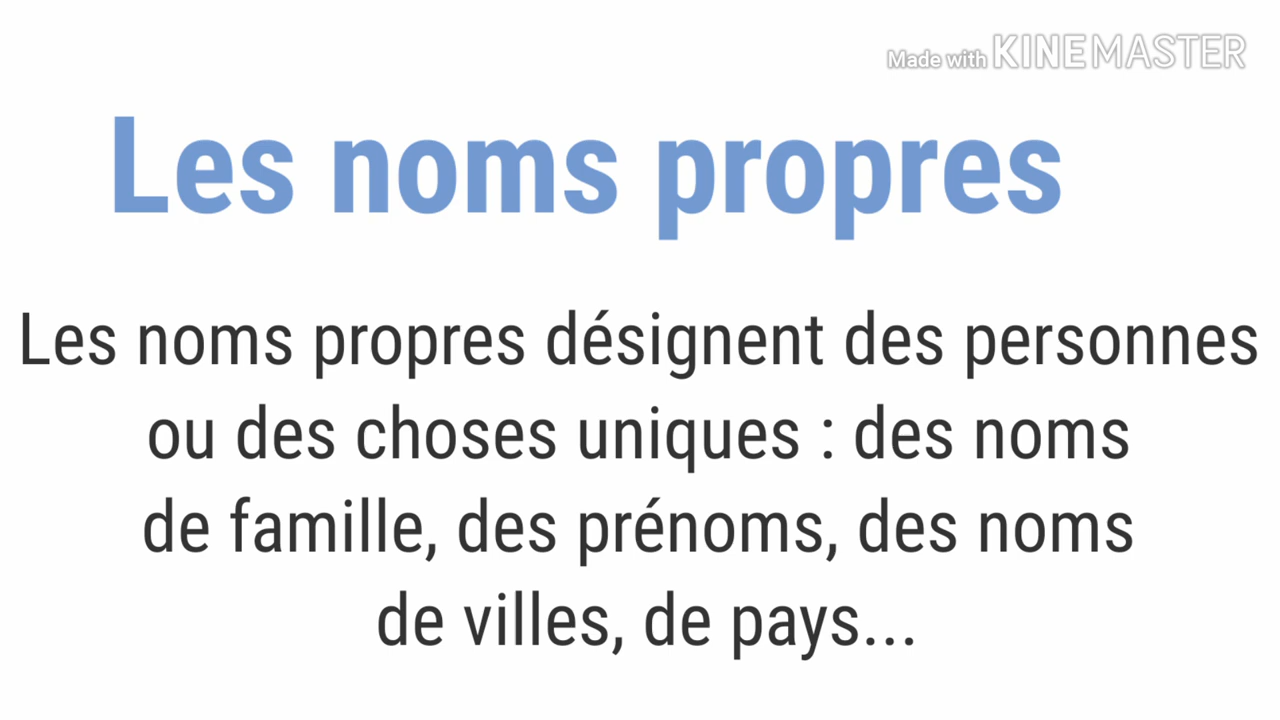 Made with KINEMASTER
Les noms propres
Les noms propres désignent des personnes
ou des choses uniques : des noms
de famille, des prénoms, des noms
de villes, de pays...